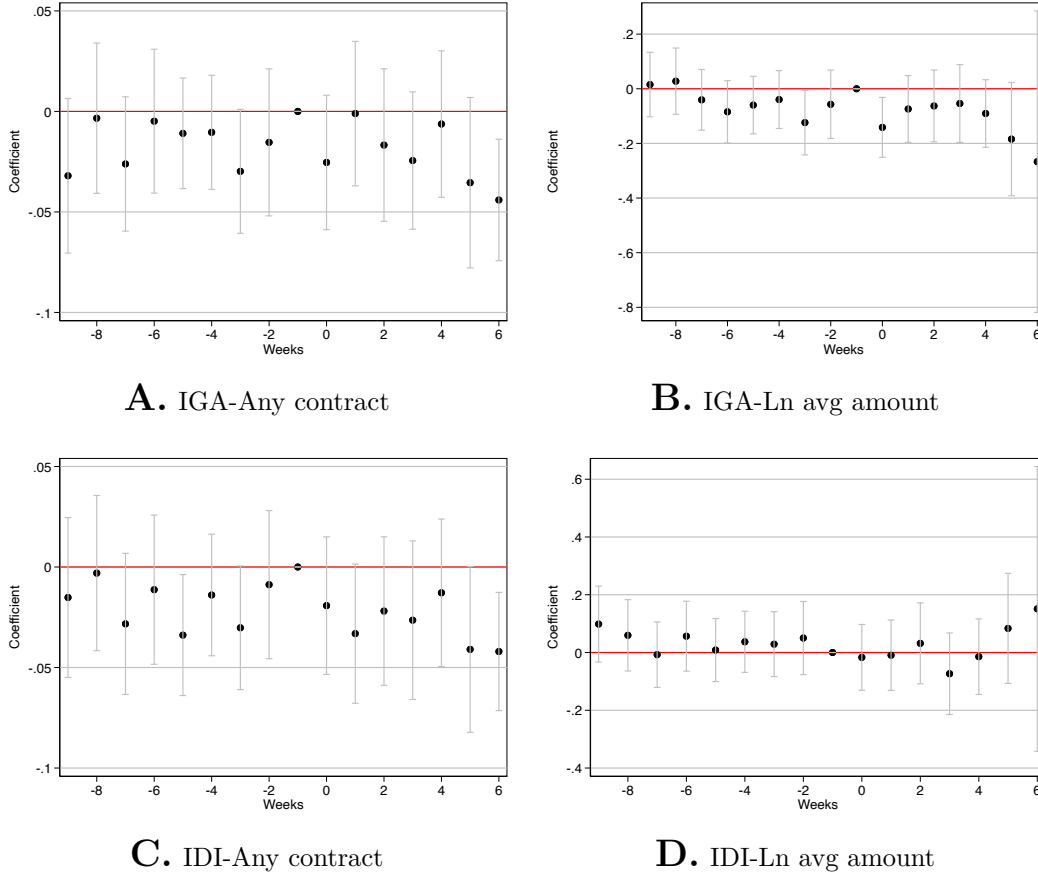 .05
0
-.05
-.1
Coefficient
-8 -6 -4 -2 0 2 4 6
Weeks
A. IGA-Any contract
.2
0
-.2
-.4
-.6
-.8
Coefficient
-8 -6 -4 -2 0 2 4 6
Weeks
B. IGA-Ln avg amount
.05
0
-.05
-.1
Coefficient
-8 -6 -4 -2 0 2 4 6
Weeks
C. IDI-Any contract
.6
.4
.2
0
-.2
-.4
Coefficient
-8 -6 -4 -2 0 2 4 6
Weeks
D. IDI-Ln avg amount